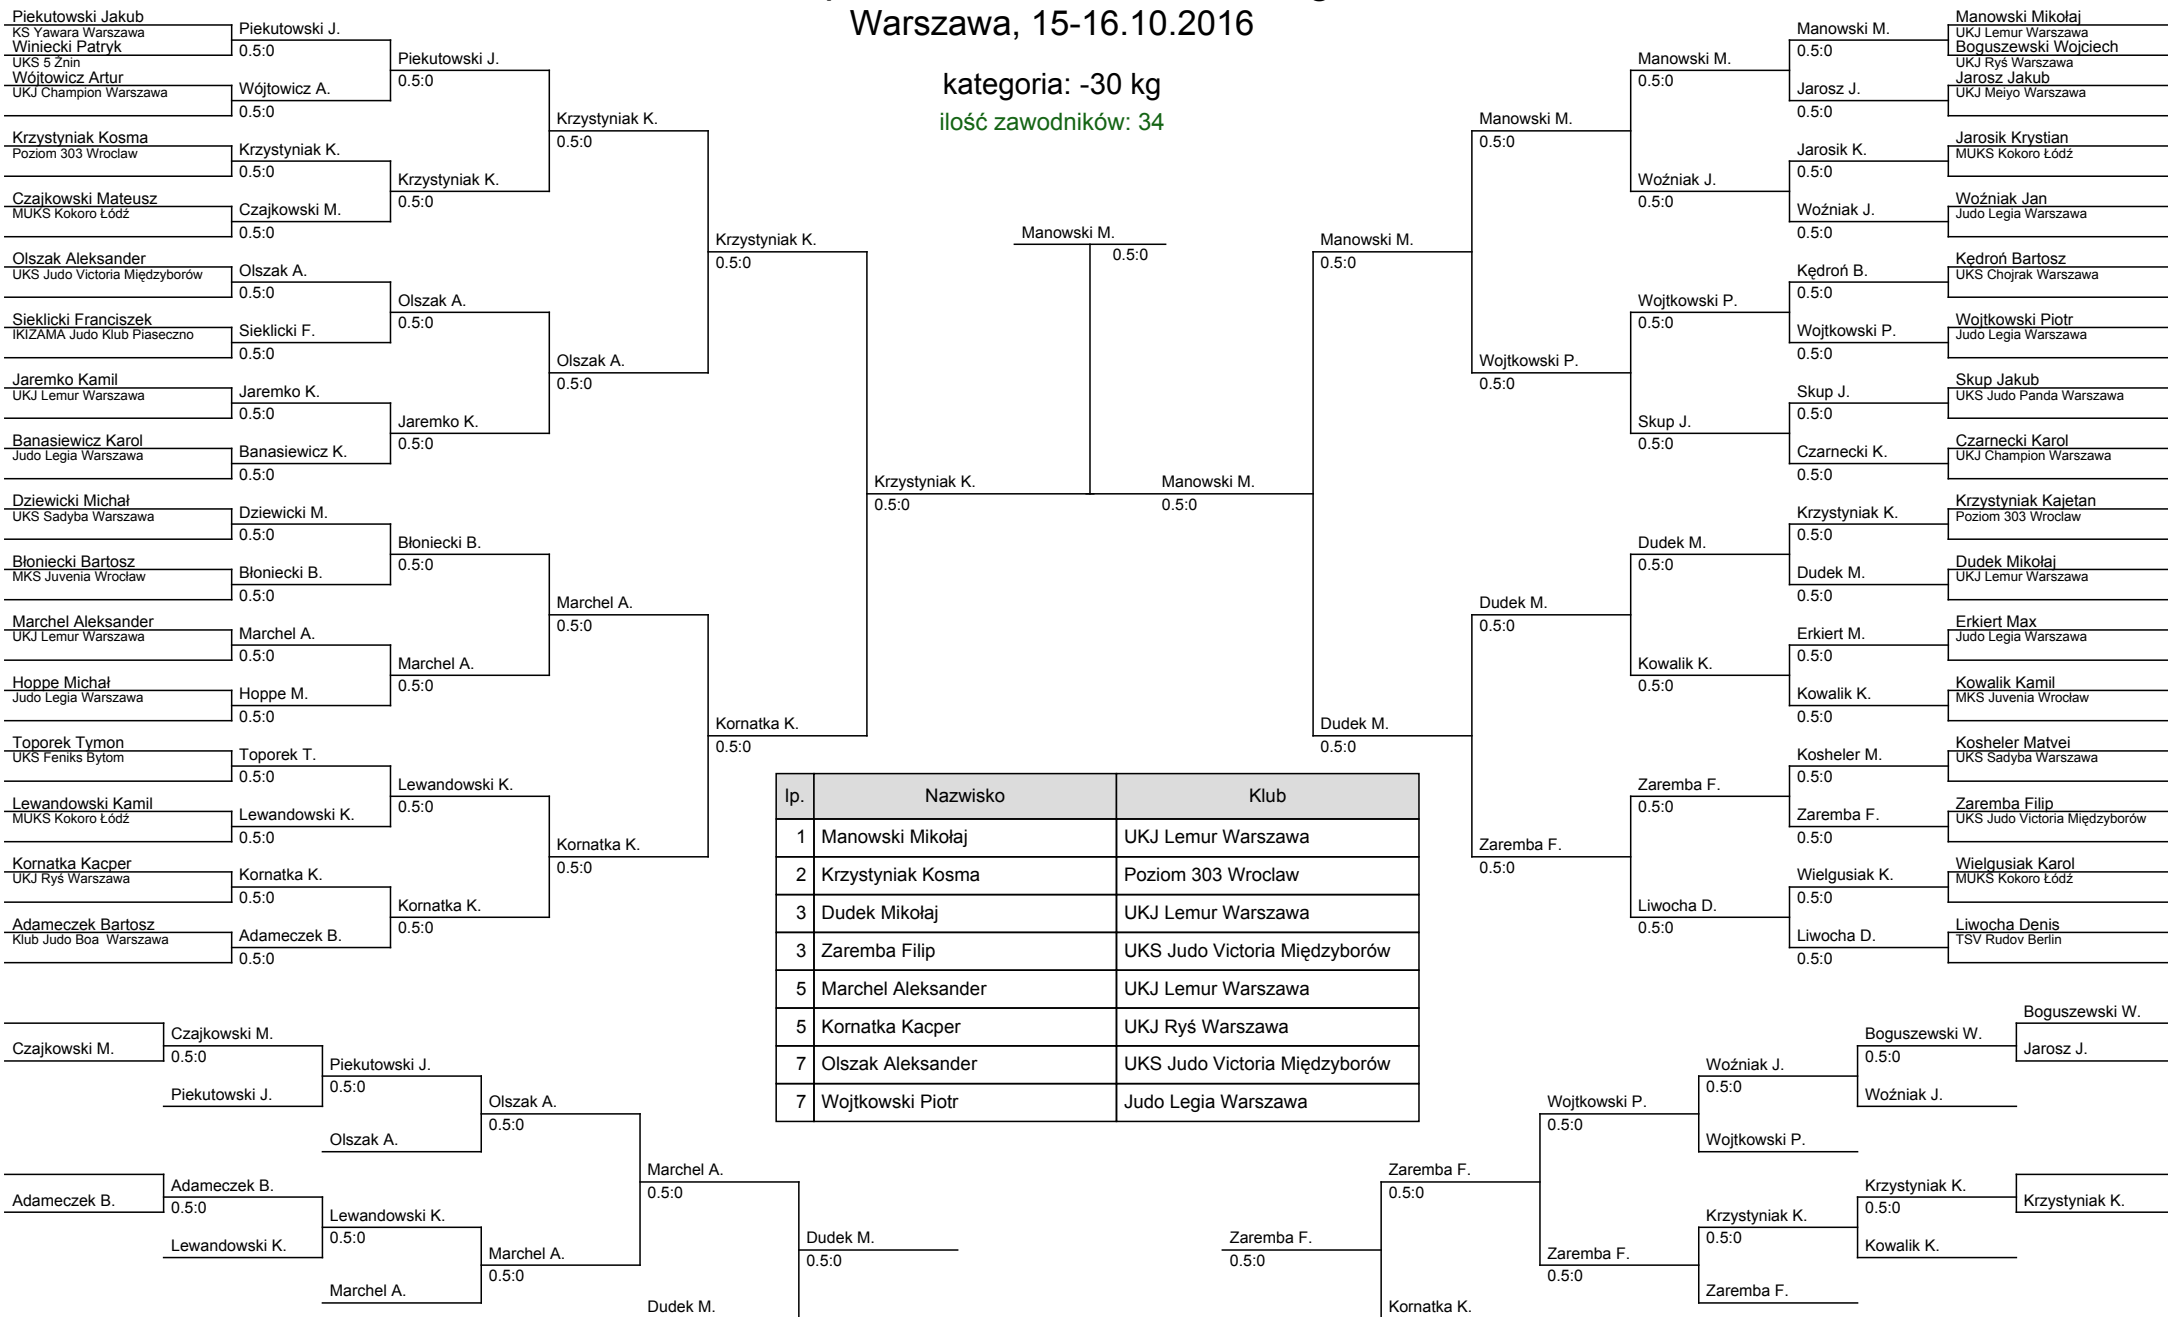 Warszawa, 15-16.10.2016
kategoria: -30 kg
ilość zawodników: 34
Piekutowski Jakub
KS Yawara Warszawa
Winiecki Patryk
UKS 5 Żnin
Wójtowicz Artur
UKJ Champion Warszawa
Krzystyniak Kosma
Poziom 303 Wroclaw
Czajkowski Mateusz
MUKS Kokoro Łódź
Olszak Aleksander
UKS Judo Victoria Międzyborów
Sieklicki Franciszek
IKIZAMA Judo Klub Piaseczno
Jaremko Kamil
UKJ Lemur Warszawa
Banasiewicz Karol
Judo Legia Warszawa
Dziewicki Michał
UKS Sadyba Warszawa
Błoniecki Bartosz
MKS Juvenia Wrocław
Marchel Aleksander
UKJ Lemur Warszawa
Hoppe Michał
Judo Legia Warszawa
Toporek Tymon
UKS Feniks Bytom
Lewandowski Kamil
MUKS Kokoro Łódź
Kornatka Kacper
UKJ Ryś Warszawa
Adameczek Bartosz
Klub Judo Boa Warszawa
Piekutowski J.
0.5:0
Wójtowicz A.
0.5:0
Krzystyniak K.
0.5:0
Czajkowski M.
0.5:0
Olszak A.
0.5:0
Sieklicki F.
0.5:0
Jaremko K.
0.5:0
Banasiewicz K.
0.5:0
Dziewicki M.
0.5:0
Błoniecki B.
0.5:0
Marchel A.
0.5:0
Hoppe M.
0.5:0
Toporek T.
0.5:0
Lewandowski K.
0.5:0
Kornatka K.
0.5:0
Adameczek B.
0.5:0
Piekutowski J.
0.5:0
Krzystyniak K.
0.5:0
Olszak A.
0.5:0
Jaremko K.
0.5:0
Błoniecki B.
0.5:0
Marchel A.
0.5:0
Lewandowski K.
0.5:0
Kornatka K.
0.5:0
Krzystyniak K.
0.5:0
Olszak A.
0.5:0
Marchel A.
0.5:0
Kornatka K.
0.5:0
Krzystyniak K.
0.5:0
Kornatka K.
0.5:0
Krzystyniak K.
0.5:0
Manowski M.
0.5:0
Manowski M.
0.5:0
Manowski M.
0.5:0
Dudek M.
0.5:0
Manowski M.
0.5:0
Wojtkowski P.
0.5:0
Dudek M.
0.5:0
Zaremba F.
0.5:0
Manowski M.
0.5:0
Woźniak J.
0.5:0
Wojtkowski P.
0.5:0
Skup J.
0.5:0
Dudek M.
0.5:0
Kowalik K.
0.5:0
Zaremba F.
0.5:0
Liwocha D.
0.5:0
Manowski M.
0.5:0
Jarosz J.
0.5:0
Jarosik K.
0.5:0
Woźniak J.
0.5:0
Kędroń B.
0.5:0
Wojtkowski P.
0.5:0
Skup J.
0.5:0
Czarnecki K.
0.5:0
Krzystyniak K.
0.5:0
Dudek M.
0.5:0
Erkiert M.
0.5:0
Kowalik K.
0.5:0
Kosheler M.
0.5:0
Zaremba F.
0.5:0
Wielgusiak K.
0.5:0
Liwocha D.
0.5:0
Manowski Mikołaj
UKJ Lemur Warszawa
Boguszewski Wojciech
UKJ Ryś Warszawa
Jarosz Jakub
UKJ Meiyo Warszawa
Jarosik Krystian
MUKS Kokoro Łódź
Woźniak Jan
Judo Legia Warszawa
Kędroń Bartosz
UKS Chojrak Warszawa
Wojtkowski Piotr
Judo Legia Warszawa
Skup Jakub
UKS Judo Panda Warszawa
Czarnecki Karol
UKJ Champion Warszawa
Krzystyniak Kajetan
Poziom 303 Wroclaw
Dudek Mikołaj
UKJ Lemur Warszawa
Erkiert Max
Judo Legia Warszawa
Kowalik Kamil
MKS Juvenia Wrocław
Kosheler Matvei
UKS Sadyba Warszawa
Zaremba Filip
UKS Judo Victoria Międzyborów
Wielgusiak Karol
MUKS Kokoro Łódź
Liwocha Denis
TSV Rudov Berlin
lp. Nazwisko Klub
1 Manowski Mikołaj UKJ Lemur Warszawa
2 Krzystyniak Kosma Poziom 303 Wroclaw
3 Dudek Mikołaj UKJ Lemur Warszawa
3 Zaremba Filip UKS Judo Victoria Międzyborów
5 Marchel Aleksander UKJ Lemur Warszawa
5 Kornatka Kacper UKJ Ryś Warszawa
7 Olszak Aleksander UKS Judo Victoria Międzyborów
7 Wojtkowski Piotr Judo Legia Warszawa
Czajkowski M.
Adameczek B.
Czajkowski M.
0.5:0
Piekutowski J.
Adameczek B.
0.5:0
Lewandowski K.
Piekutowski J.
0.5:0
Olszak A.
Lewandowski K.
0.5:0
Marchel A.
Olszak A.
0.5:0
Marchel A.
0.5:0
Marchel A.
0.5:0
Dudek M.
Dudek M.
0.5:0
Zaremba F.
0.5:0
Zaremba F.
0.5:0
Kornatka K.
Wojtkowski P.
0.5:0
Zaremba F.
0.5:0
Woźniak J.
0.5:0
Wojtkowski P.
Krzystyniak K.
0.5:0
Zaremba F.
Boguszewski W.
0.5:0
Woźniak J.
Krzystyniak K.
0.5:0
Kowalik K.
Boguszewski W.
Jarosz J.
Krzystyniak K.